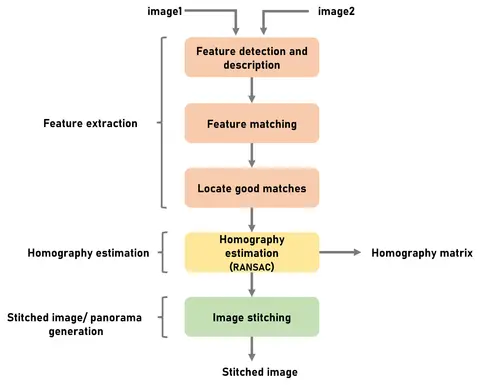 image1
image2
Feature detection and
description
Feature extraction
Feature matching
Locate good matches
Homography estimation
Homography
estimation
(RANSAC)
Homography matrix
Stitched image/ panorama
generation
Image stitching
Stitched image